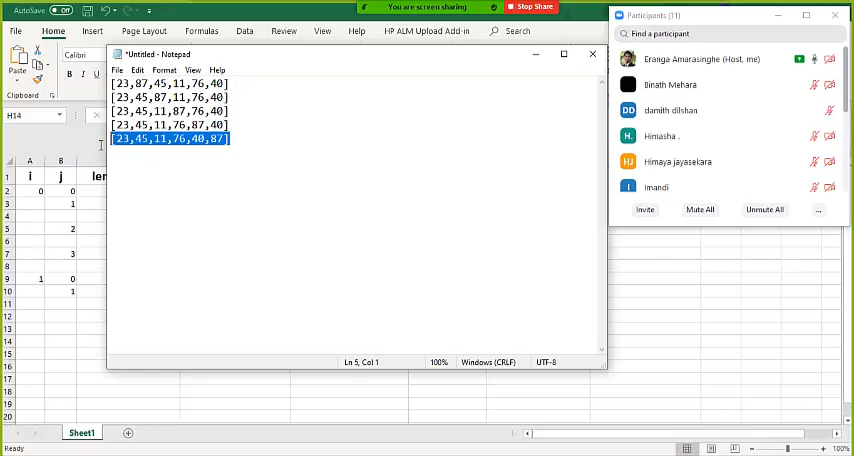 AutoSave Off
You are screen sharing
Stop Share
File Home Insert Page Layout Formulas Data Review View Help HP ALM Upload Add-in Search
Paste
Calibri
B I
Clipboard
H14
A B
1 i j len
2 0 0
3 1
4
5 2
6
7 3
8
9 1 0
10 1
11
12
13
14
15
16
17
18
19
20
Sheet1
Ready
100%
*Untitled - Notepad
File Edit Format View Help
[23,87,45,11,76,40]
[23,45,87,11,76,40]
[23,45,11,87,76,40]
[23,45,11,76,87,40]
[23,45,11,76,40,87]
Ln 5, Col 1 100% Windows (CRLF) UTF-8
Participants (11)
Find a participant
Eranga Amarasinghe (Host, me)
Binath Mehara
DD damith dilshan
H. Himasha .
HJ Himaya jayasekara
I Imandi
Invite Mute All Unmute All ...